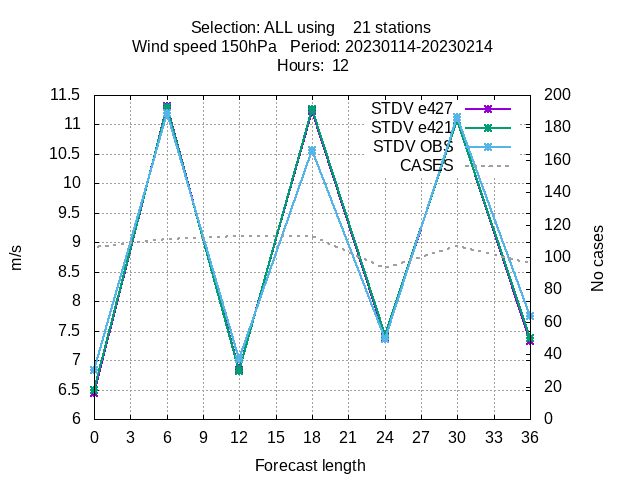 Selection: ALL using    21 stations
Wind speed 150hPa   Period: 20230114-20230214
Hours:  12
STDV e427
STDV e421
STDV OBS
CASES
11.5
11
10.5
10
9.5
9
8.5
8
7.5
7
6.5
6
200
180
160
140
120
100
80
60
40
20
0
m/s
No cases
0 3 6 9 12 15 18 21 24 27 30 33 36
Forecast length